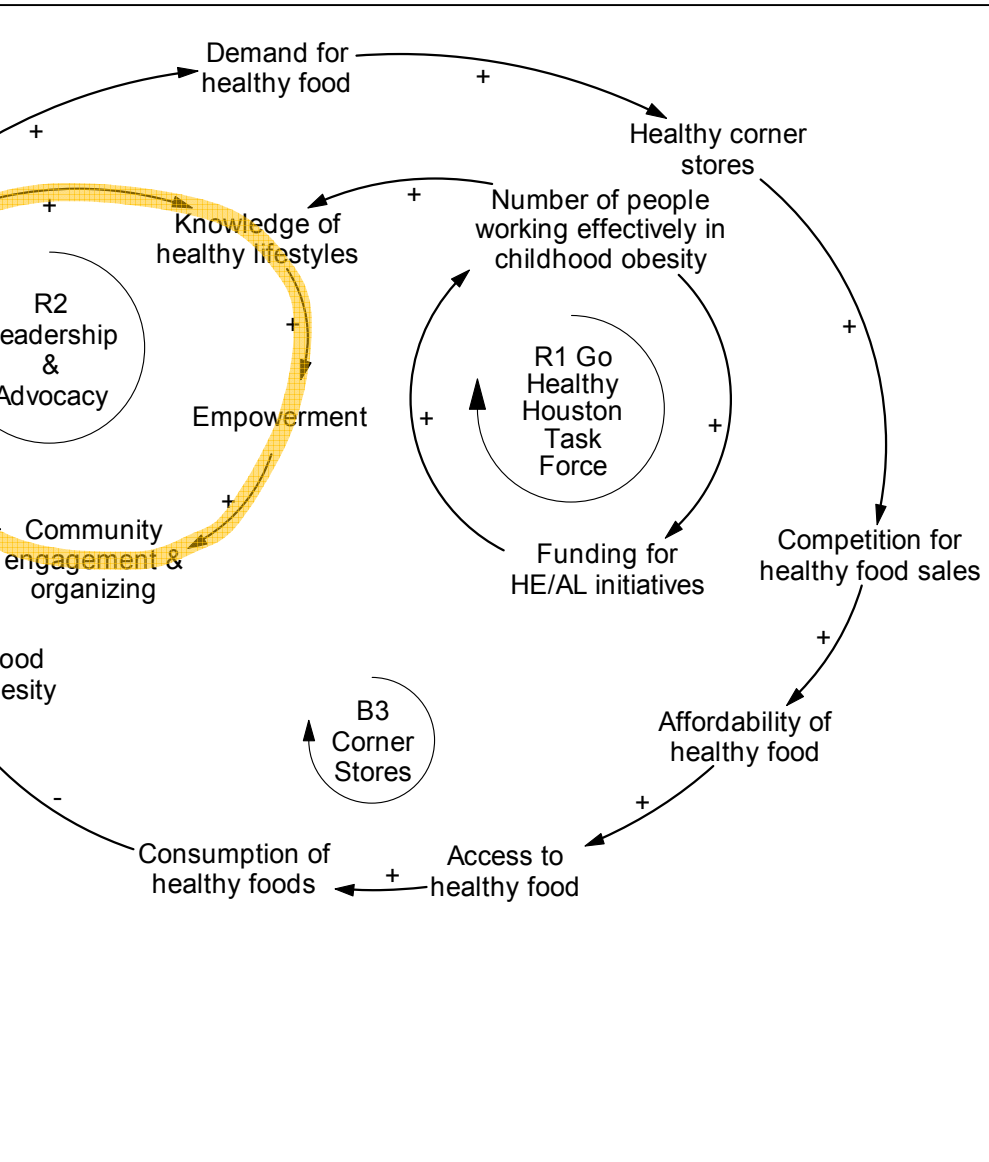 Demand for
healthy food
+
+
Healthy corner
stores
+
Number of people
working effectively in
childhood obesity
+
Knowledge of
healthy lifestyles
R2
eadership
&
Advocacy
+
Empowerment
+
+
R1 Go
Healthy
Houston
Task
Force
+
+
+
Community
engagement &
organizing
Funding for
HE/AL initiatives
Competition for
healthy food sales
+
ood
esity
B3
Corner
Stores
Affordability of
healthy food
+
-
Consumption of
healthy foods
+
Access to
healthy food